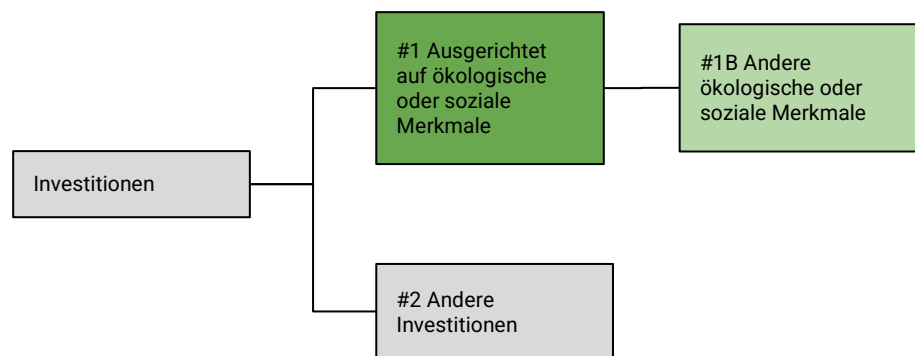 #1 Ausgerichtet
auf ökologische
oder soziale
Merkmale
#1B Andere
ökologische oder
soziale Merkmale
Investitionen
#2 Andere
Investitionen